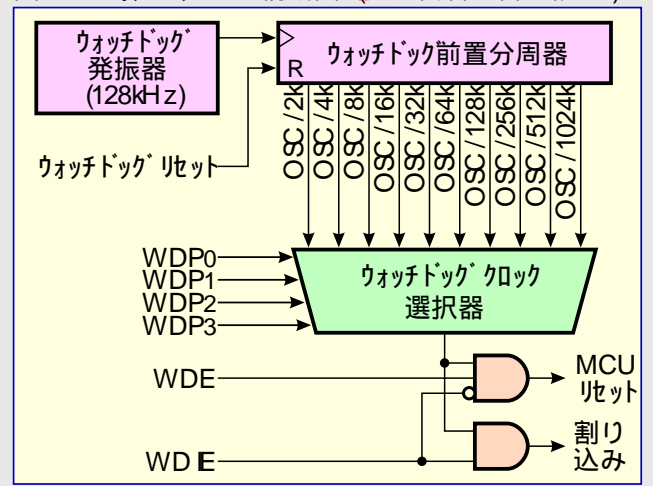 ウォッチドッグ
発振器
(128kHz)
ウォッチドッグ前置分周器
R
ウォッチドッグ リセット
OSC/2k
OSC/4k
OSC/8k
OSC/16k
OSC/32k
OSC/64k
OSC/128k
OSC/256k
OSC/512k
OSC/1024k
WDP0
WDP1
WDP2
WDP3
ウォッチドッグ クロック
選択器
WDE
MCU
リセット
WDIE
割り
込み